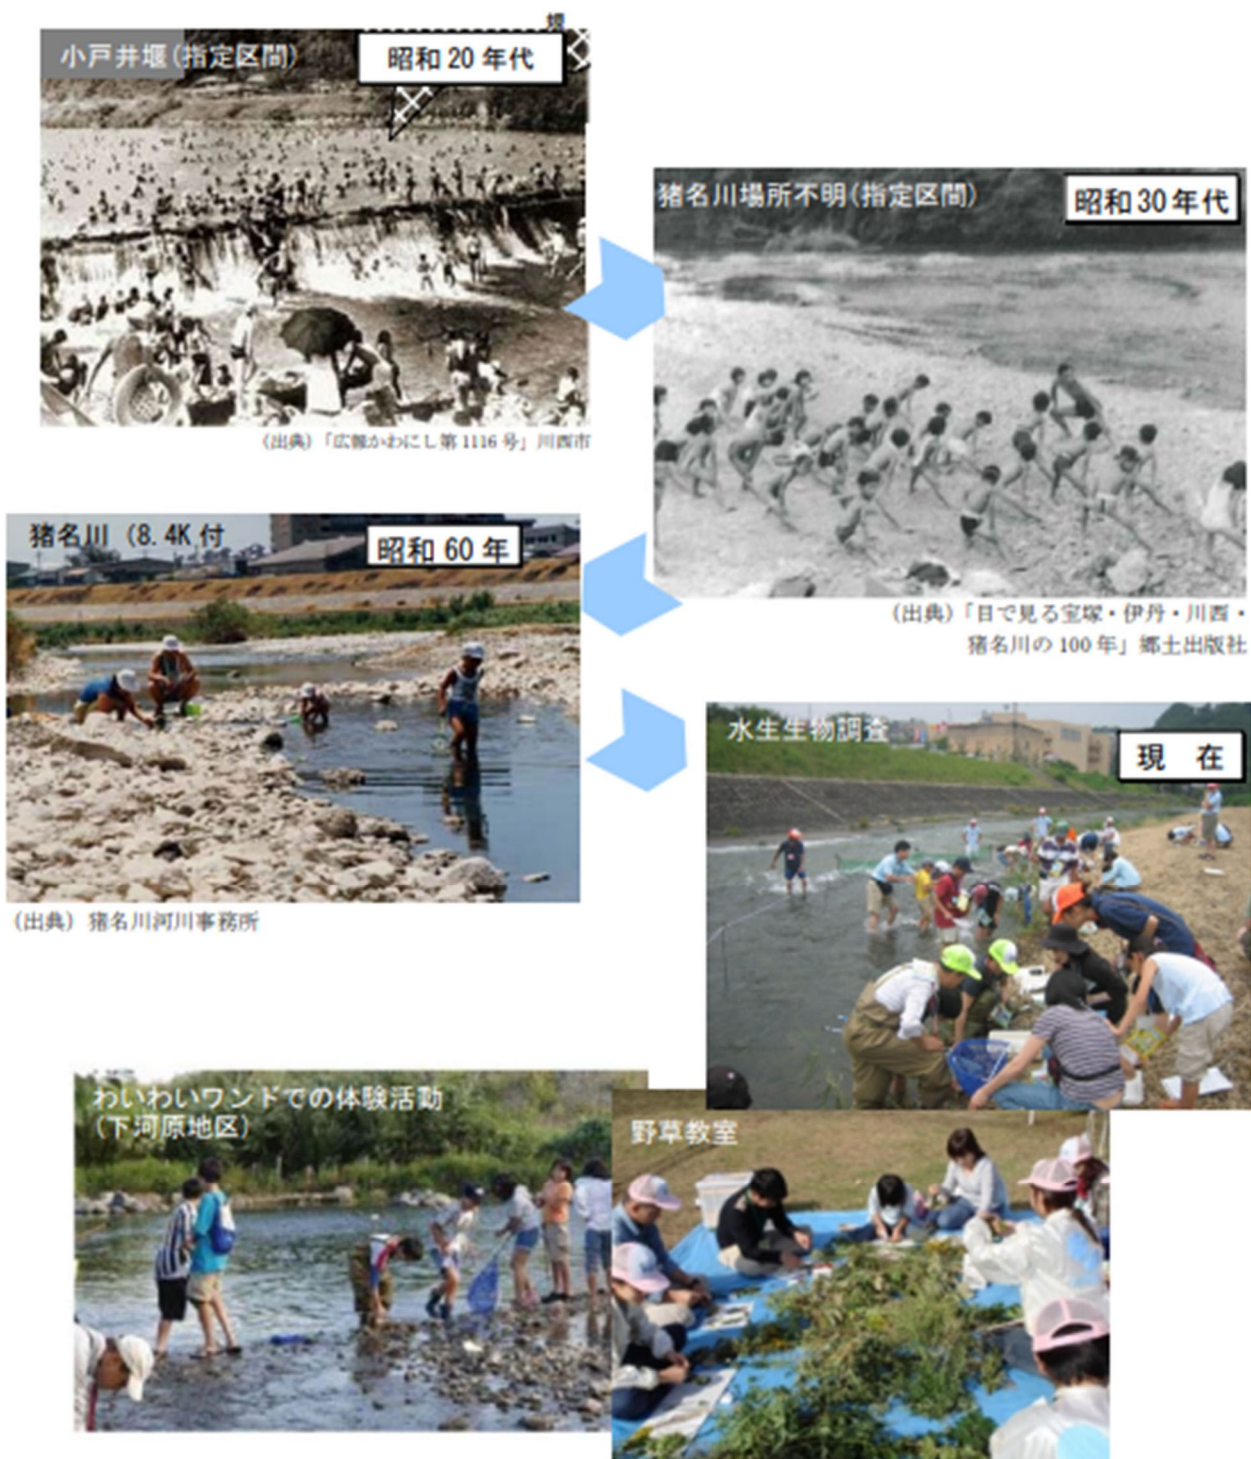 小戸井堰(指定区間)
昭和20年代
(出典)「広報かわにし第1116号」川西市
猪名川場所不明(指定区間)
昭和30年代
(出典)「目で見る宝塚・伊丹・川西・
猪名川の100年」郷土出版社
猪名川 (8.4K付
昭和60年
(出典) 猪名川河川事務所
水生生物調査
現 在
わいわいワンドでの体験活動
(下河原地区)
野草教室